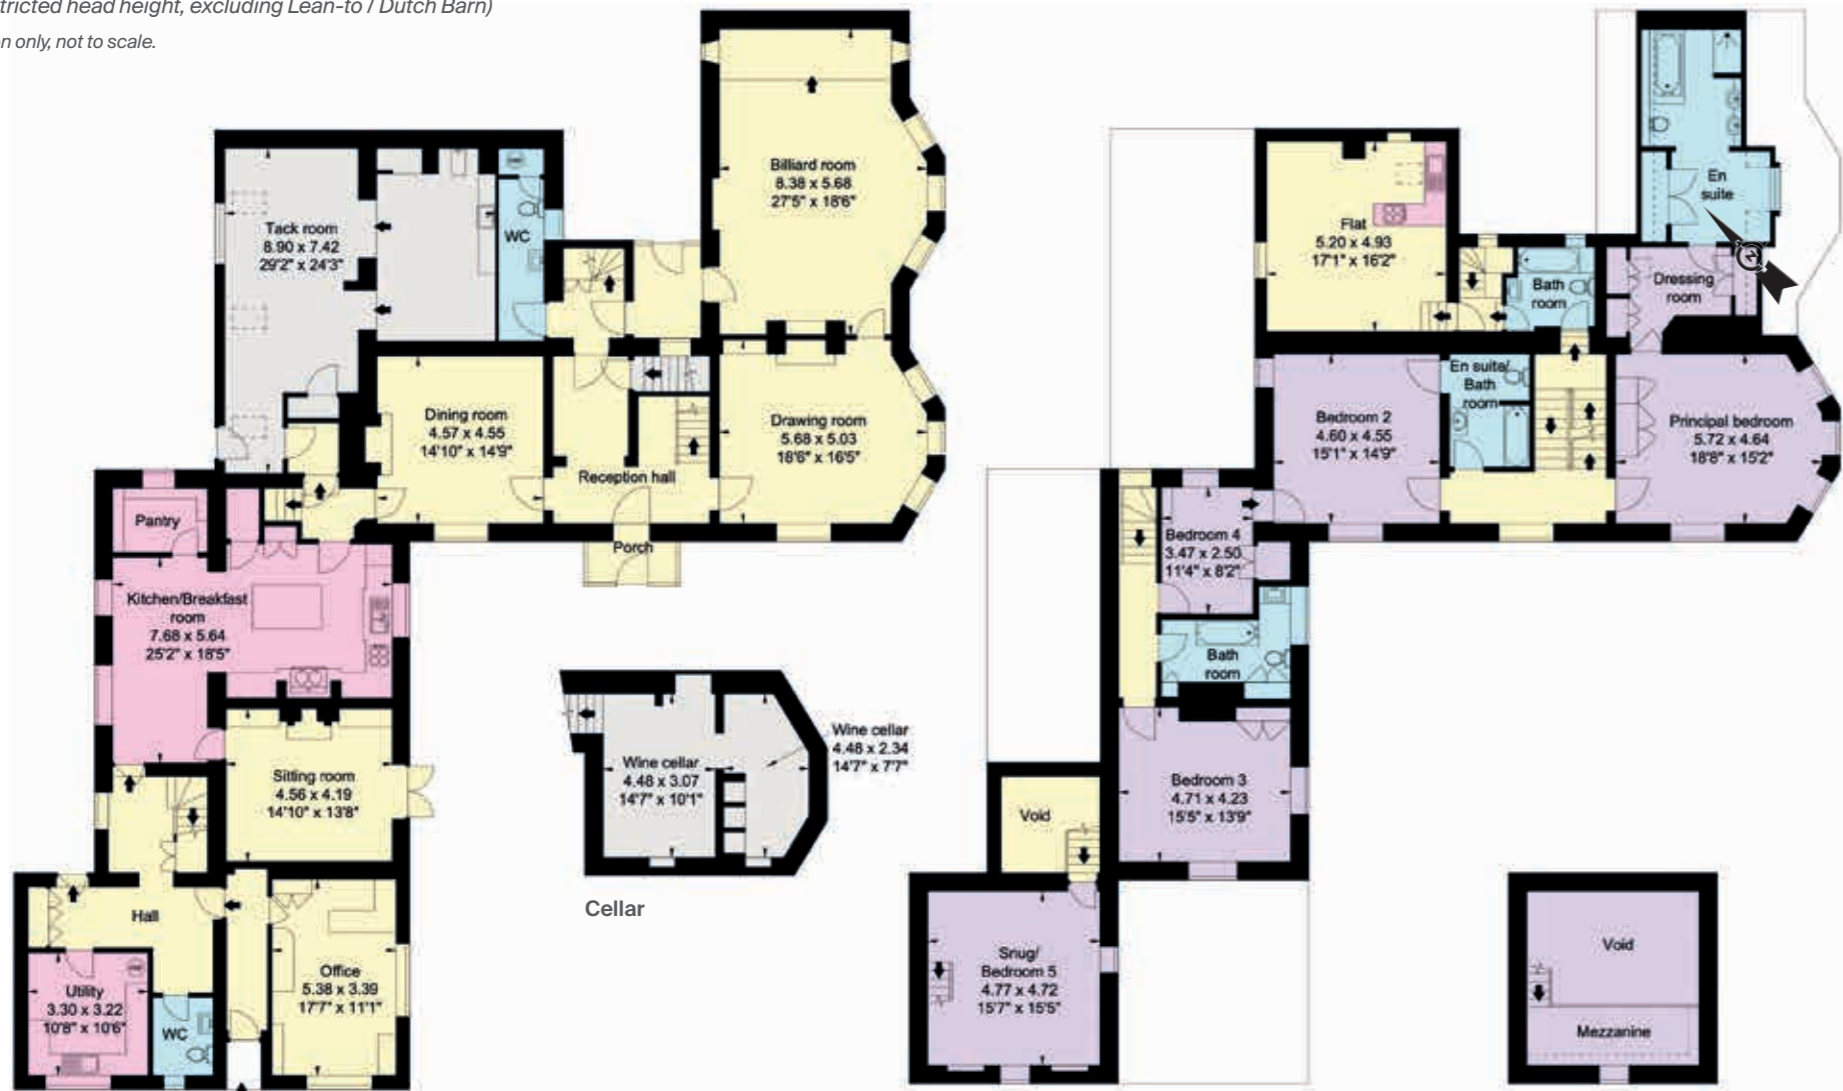 stricted head height, excluding Lean-to / Dutch Barn)
on only, not to scale.
Billiard room
8.38 x 5.68
27'5" x 18'6"
Tack room
8.90 x 7.42
29'2" x 24'3"
WC
Dining room
4.57 x 4.55
14'10" x 14'9"
Drawing room
5.68 x 5.03
18'6" x 16'5"
Reception hall
Porch
Pantry
Kitchen/Breakfast
room
7.68 x 5.64
25'2" x 18'5"
Sitting room
4.56 x 4.19
14'10" x 13'8"
Hall
Utility
3.30 x 3.22
10'8" x 10'6"
WC
Office
5.38 x 3.39
17'7" x 11'1"
Wine cellar
4.48 x 3.07
14'7" x 10'1"
Wine cellar
4.48 x 2.34
14'7" x 7'7"
Cellar
En
suite
Flat
5.20 x 4.93
17'1" x 16'2"
Bath
room
Dressing
room
En suite/
Bath
room
Bedroom 2
4.60 x 4.55
15'1" x 14'9"
Principal bedroom
5.72 x 4.64
18'8" x 15'2"
Bedroom 4
3.47 x 2.50
11'4" x 8'2"
Bath
room
Bedroom 3
4.71 x 4.23
15'5" x 13'9"
Void
Snug/
Bedroom 5
4.77 x 4.72
15'7" x 15'5"
Void
Mezzanine